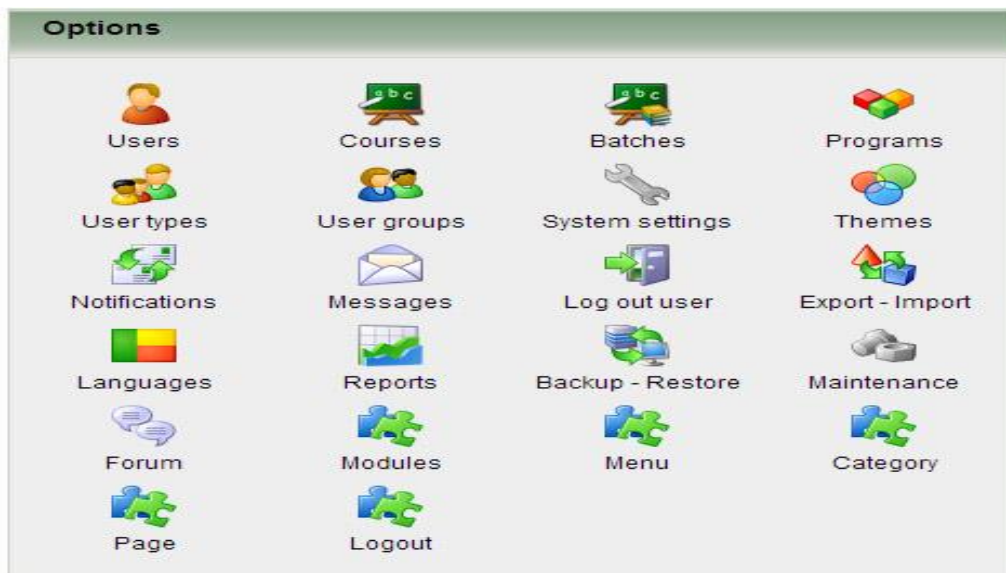 Options
Users Courses Batches Programs
User types User groups System settings Themes
Notifications Messages Log out user Export - Import
Languages Reports Backup - Restore Maintenance
Forum Modules Menu Category
Page Logout